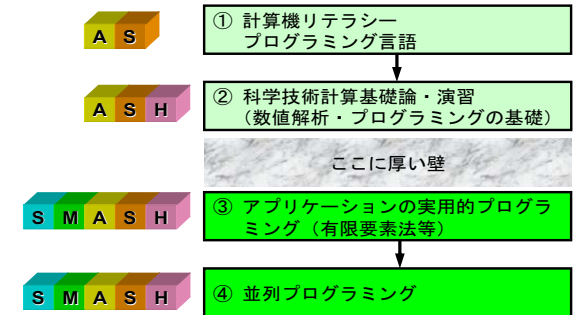 A S
① 計算機リテラシー
プログラミング言語
A S H
② 科学技術計算基礎論・演習
（数値解析・プログラミングの基礎）
ここに厚い壁
S M A S H
③ アプリケーションの実用的プログラ
ミング（有限要素法等）
S M A S H
④ 並列プログラミング